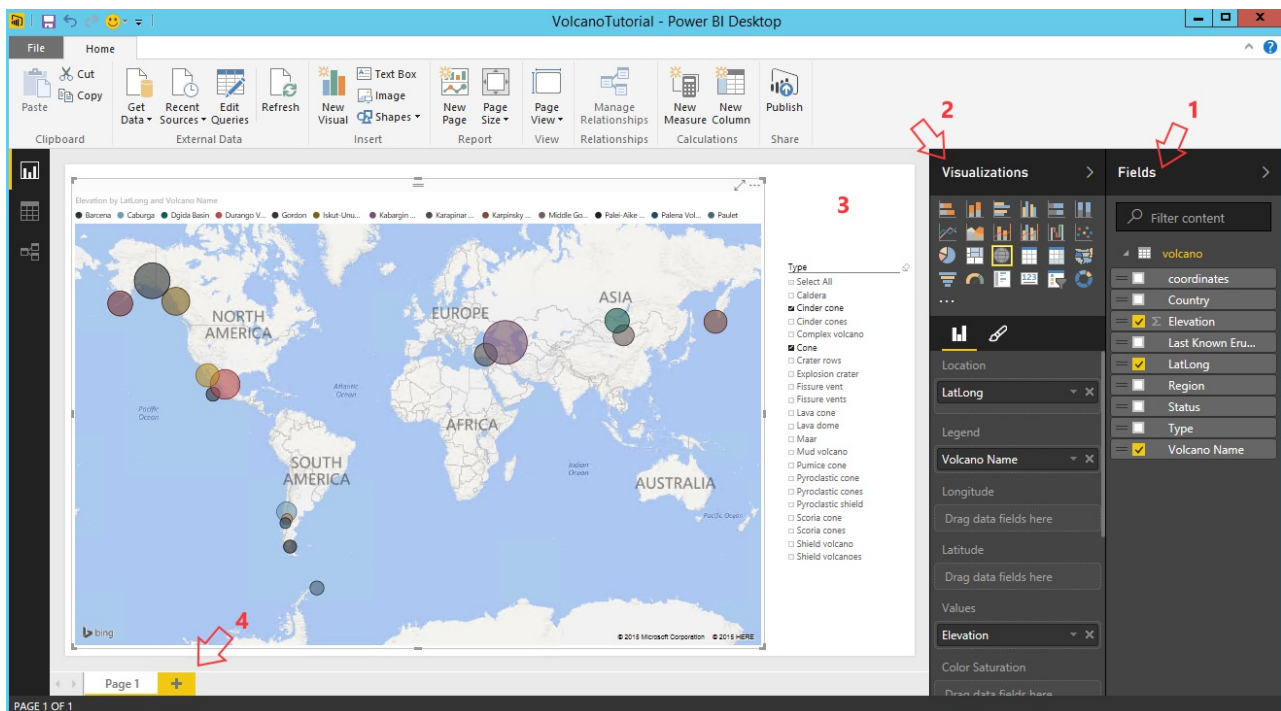 VolcanoTutorial - Power BI Desktop
File Home
Paste
Cut
Copy
Clipboard
Get Data
Recent Sources
Edit Queries
Refresh
External Data
New Visual
Text Box
Image
Shapes
Insert
New Page
Page Size
Report
Page View
View
Manage Relationships
Relationships
New Measure
New Column
Calculations
Publish
Share
Elevation by LatLong and Volcano Name
Barcena Caburga Dgida Basin Durango V... Gordon Iskut-Unu... Kabargin ... Karapinar ... Karpinsky ... Middle Go... Palei-Aike ... Palena Vol... Paulet
NORTH AMERICA
EUROPE
ASIA
Atlantic Ocean
Pacific Ocean
AFRICA
SOUTH AMERICA
Indian Ocean
AUSTRALIA
Pacific Ocean
bing
© 2015 Microsoft Corporation © 2015 HERE
3
Type
Select All
Caldera
Cinder cone
Cinder cones
Complex volcano
Cone
Crater rows
Explosion crater
Fissure vent
Fissure vents
Lava cone
Lava dome
Maar
Mud volcano
Pumice cone
Pyroclastic cone
Pyroclastic cones
Pyroclastic shield
Scoria cone
Scoria cones
Shield volcano
Shield volcanoes
2
Visualizations
123
...
Location
LatLong
Legend
Volcano Name
Longitude
Drag data fields here
Latitude
Drag data fields here
Values
Elevation
Color Saturation
Drag data fields here
1
Fields
Filter content
volcano
coordinates
Country
Σ Elevation
Last Known Eru...
LatLong
Region
Status
Type
Volcano Name
4
Page 1 +
PAGE 1 OF 1